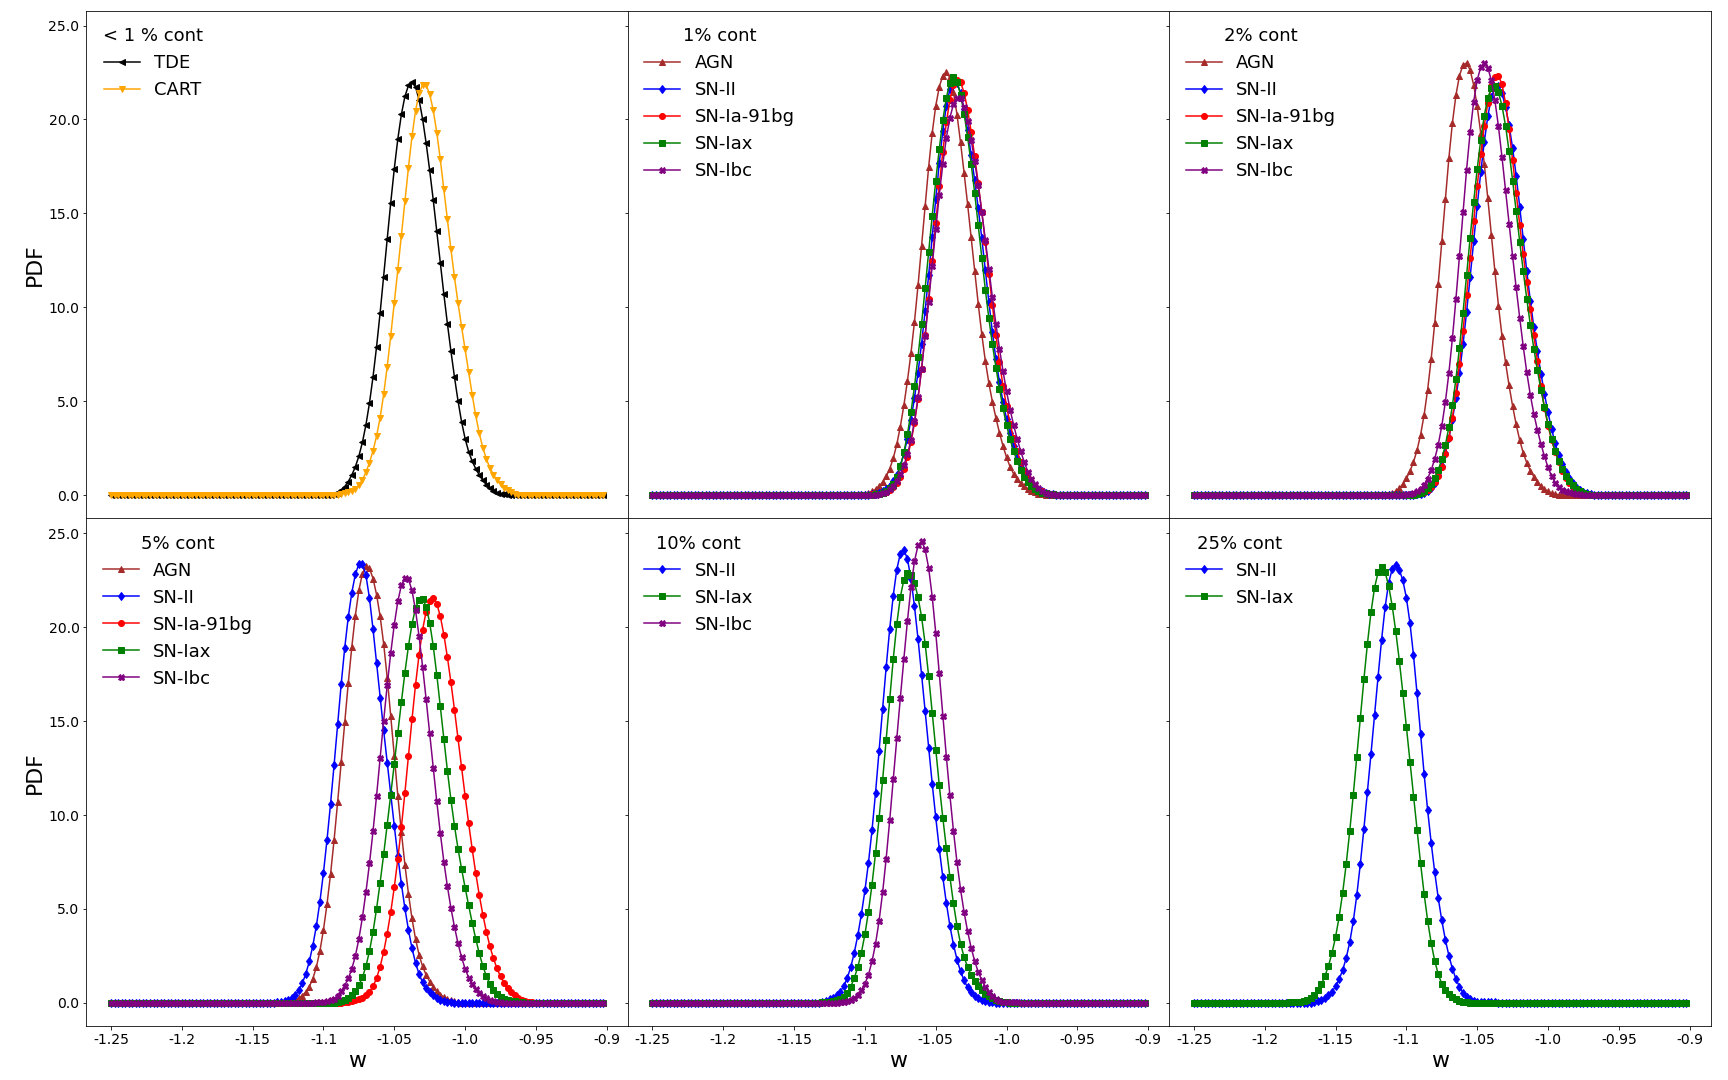 25.0
20.0
15.0
10.0
5.0
0.0
PDF
< 1 % cont
TDE
CART
1% cont
AGN
SN-II
SN-Ia-91bg
SN-Iax
SN-Ibc
2% cont
AGN
SN-II
SN-Ia-91bg
SN-Iax
SN-Ibc
25.0
20.0
15.0
10.0
5.0
0.0
PDF
5% cont
AGN
SN-II
SN-Ia-91bg
SN-Iax
SN-Ibc
10% cont
SN-II
SN-Iax
SN-Ibc
25% cont
SN-II
SN-Iax
-1.25 -1.2 -1.15 -1.1 -1.05 -1.0 -0.95 -0.9
w
-1.25 -1.2 -1.15 -1.1 -1.05 -1.0 -0.95 -0.9
w
-1.25 -1.2 -1.15 -1.1 -1.05 -1.0 -0.95 -0.9
w